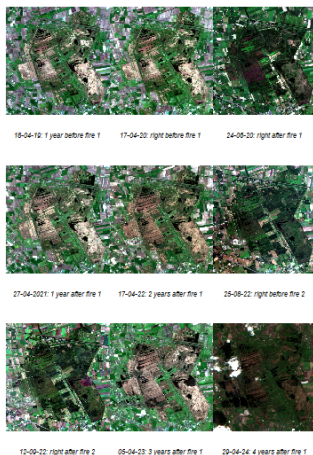 18-04-19: 1 year before fire 1
17-04-20: right before fire 1
24-06-20: right after fire 1
27-04-2021: 1 year after fire 1
17-04-22: 2 years after fire 1
25-08-22: right before fire 2
12-09-22: right after fire 2
05-04-23: 3 years after fire 1
29-04-24: 4 years after fire 1